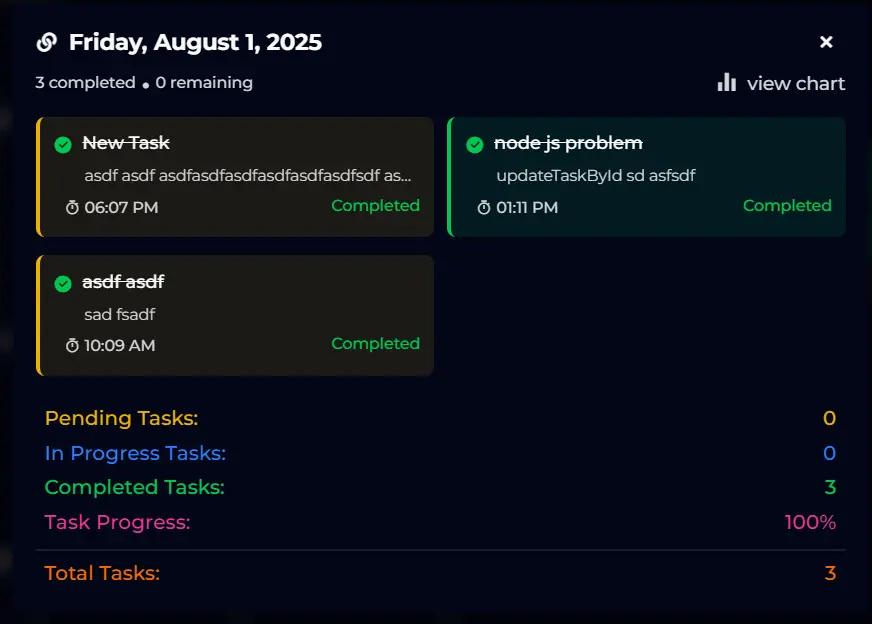 Friday, August 1, 2025
3 completed • 0 remaining
view chart
New Task
asdf asdf asdfasdfasdfasdfasdfasdfsdf as...
06:07 PM
Completed
node js problem
updateTaskById sd asfsdf
01:11 PM
Completed
asdf asdf
sad fsadf
10:09 AM
Completed
Pending Tasks: 0
In Progress Tasks: 0
Completed Tasks: 3
Task Progress: 100%
Total Tasks: 3